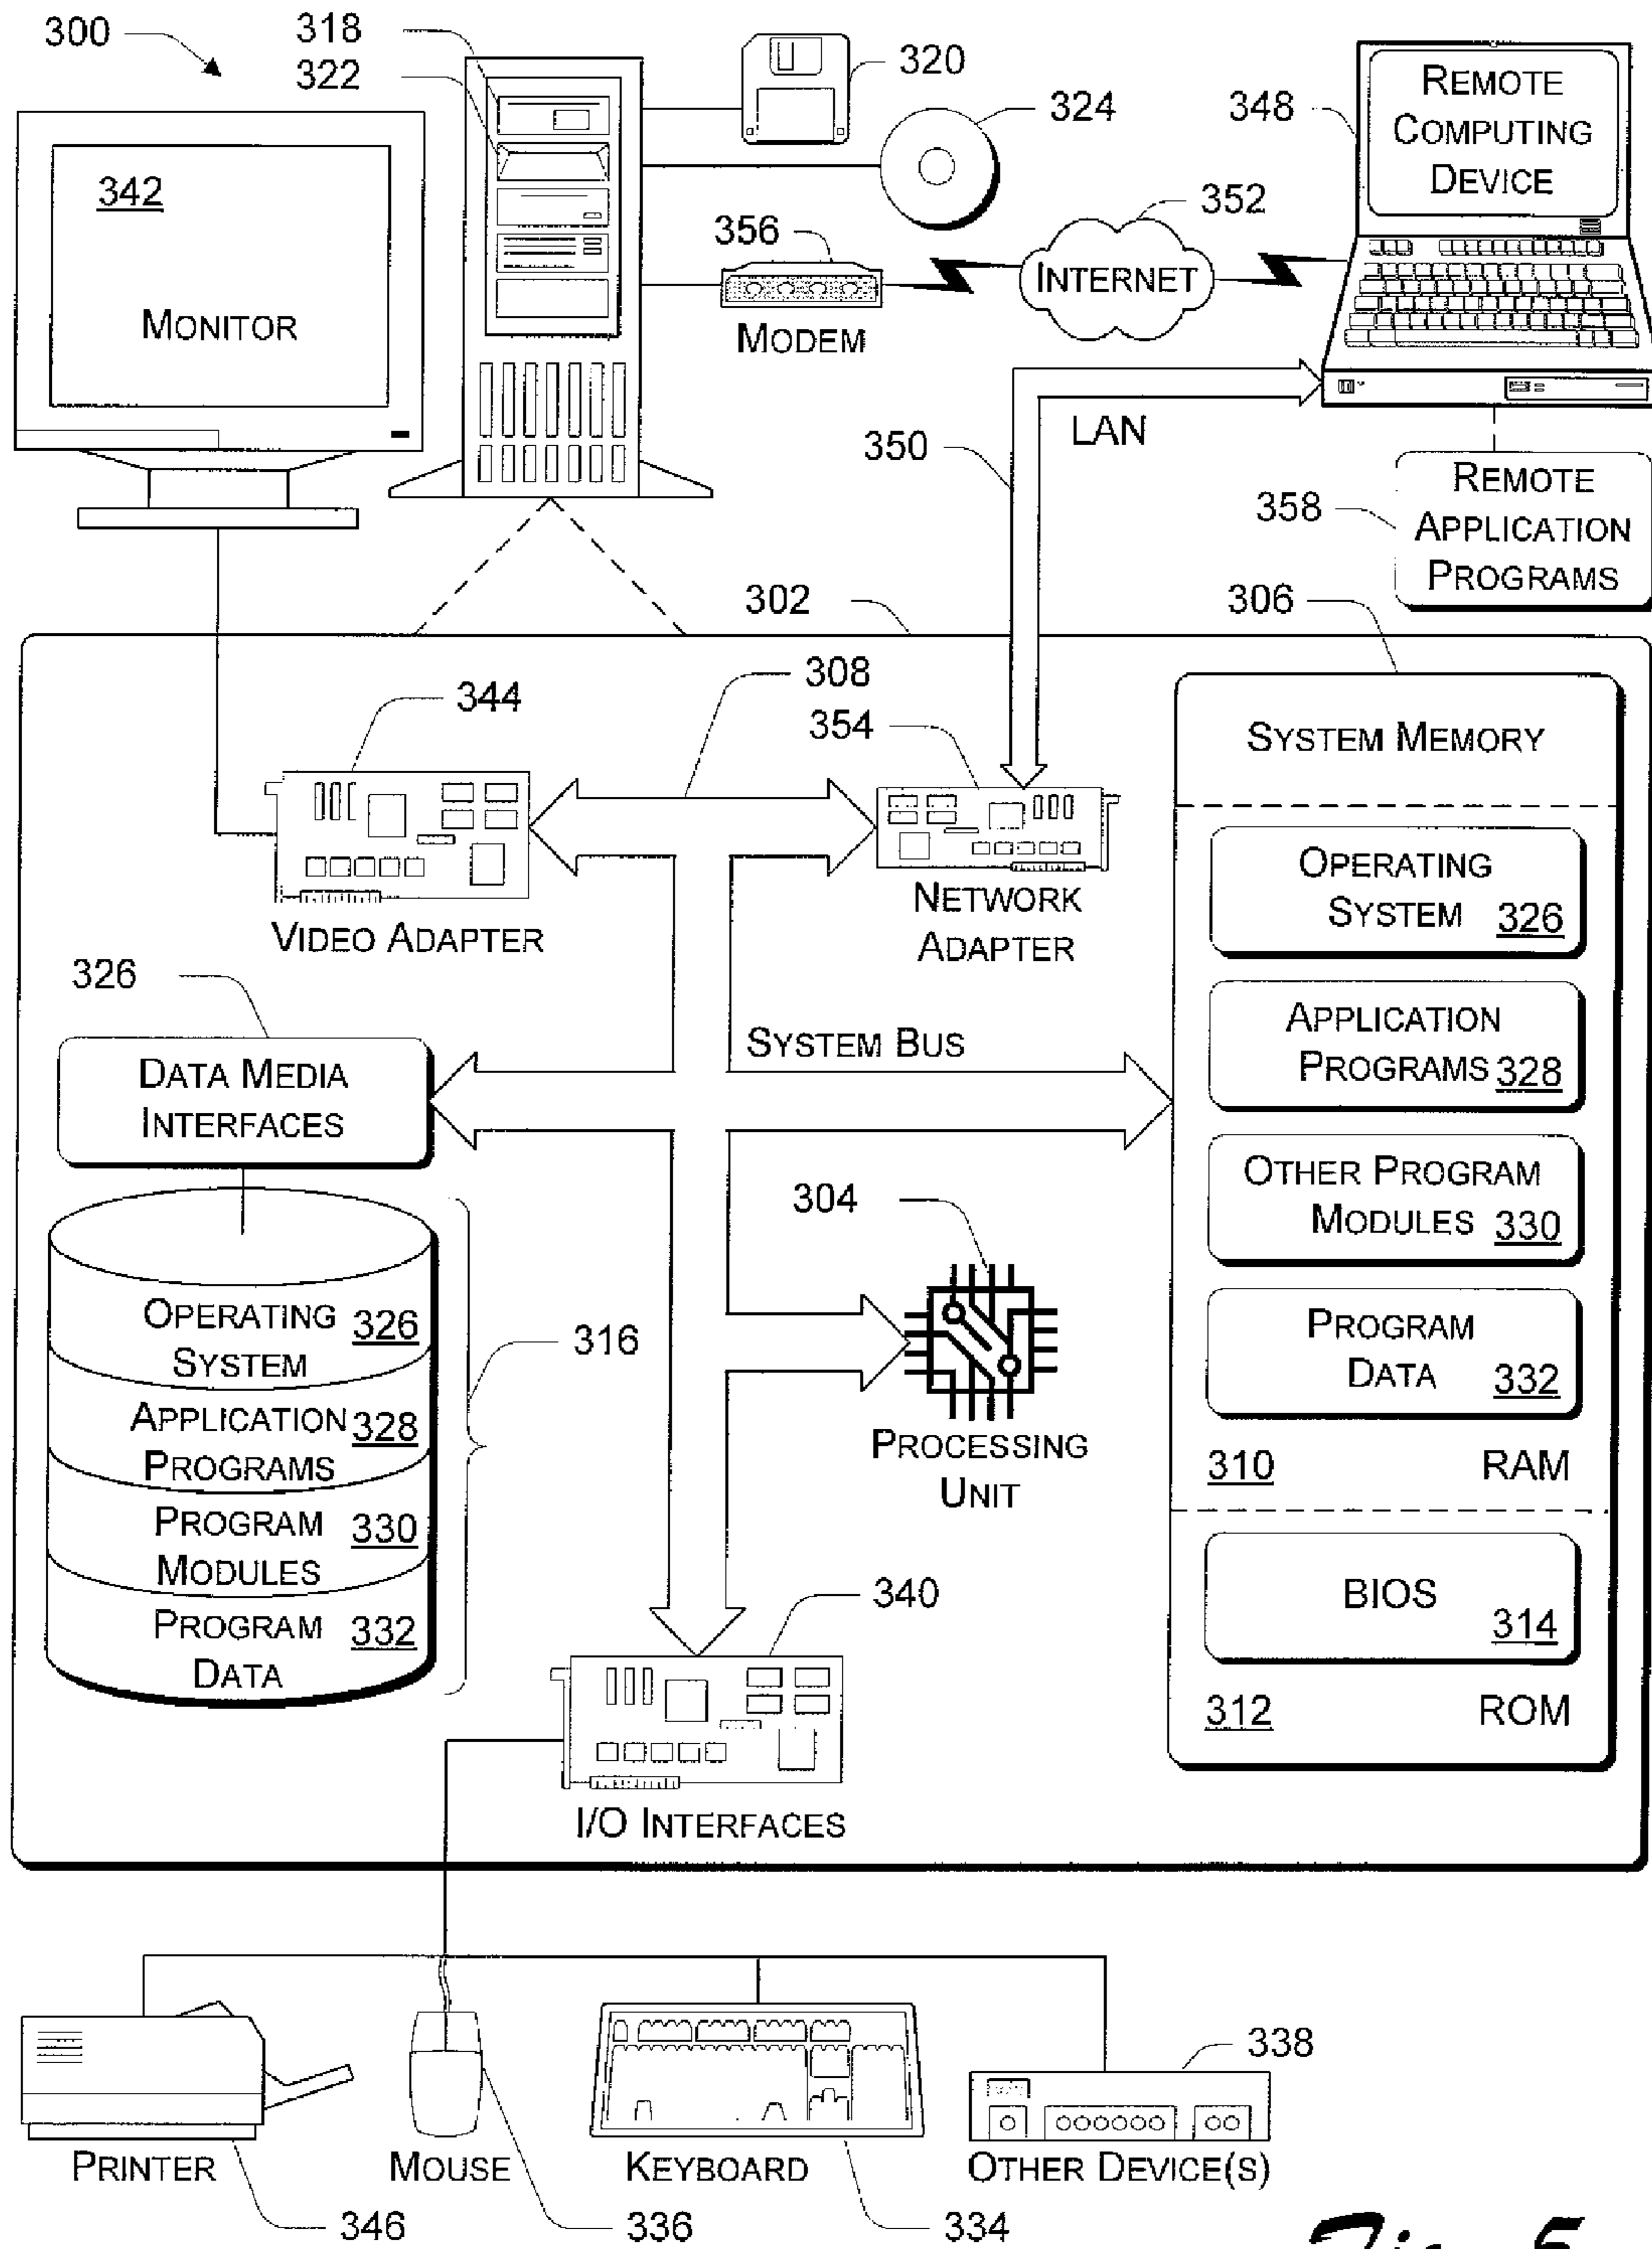 300
318
322
320
324
348
REMOTE
COMPUTING
DEVICE
342
MONITOR
356
MODEM
352
INTERNET
350
LAN
358
REMOTE
APPLICATION
PROGRAMS
302
306
308
344
354
VIDEO ADAPTER
NETWORK
ADAPTER
SYSTEM MEMORY
OPERATING
SYSTEM 326
APPLICATION
PROGRAMS 328
OTHER PROGRAM
MODULES 330
PROGRAM
DATA 332
310 RAM
BIOS
314
312 ROM
326
DATA MEDIA
INTERFACES
SYSTEM BUS
304
PROCESSING
UNIT
OPERATING 326
SYSTEM
APPLICATION 328
PROGRAMS
PROGRAM 330
MODULES
PROGRAM 332
DATA
316
340
I/O INTERFACES
338
PRINTER
MOUSE
KEYBOARD
OTHER DEVICE(S)
346
336
334
Fig. 5